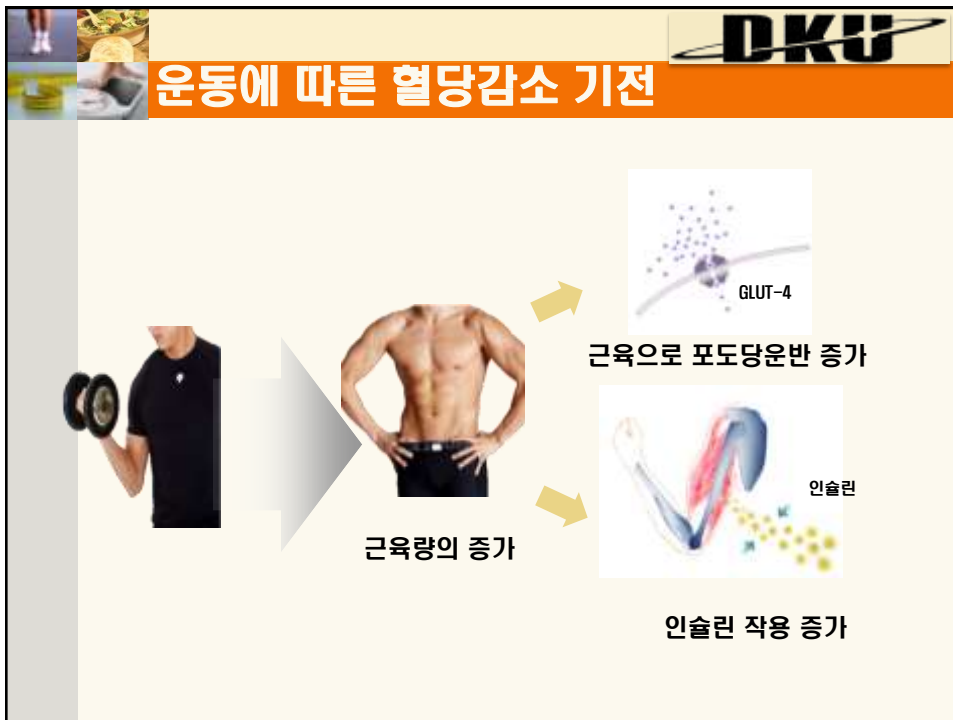 DKU
운동에 따른 혈당감소 기전
GLUT-4
근육으로 포도당운반 증가
인슐린
근육량의 증가
인슐린 작용 증가